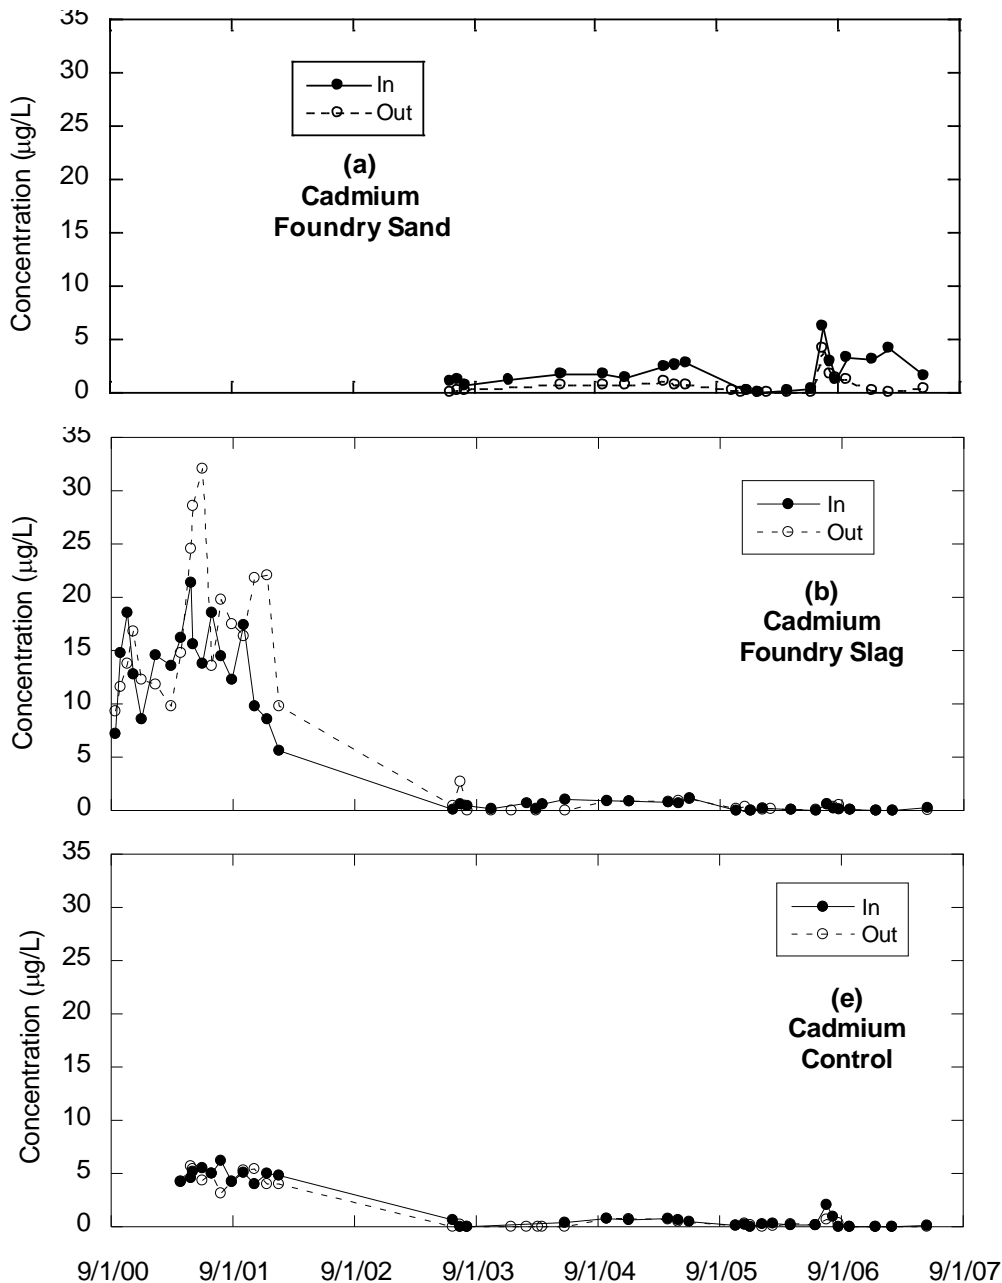 35
30
25
20
15
10
5
0
Concentration (µg/L)
In
Out
(a)
Cadmium
Foundry Sand
35
30
25
20
15
10
5
0
Concentration (µg/L)
In
Out
(b)
Cadmium
Foundry Slag
35
30
25
20
15
10
5
0
Concentration (µg/L)
In
Out
(e)
Cadmium
Control
9/1/00 9/1/01 9/1/02 9/1/03 9/1/04 9/1/05 9/1/06 9/1/07